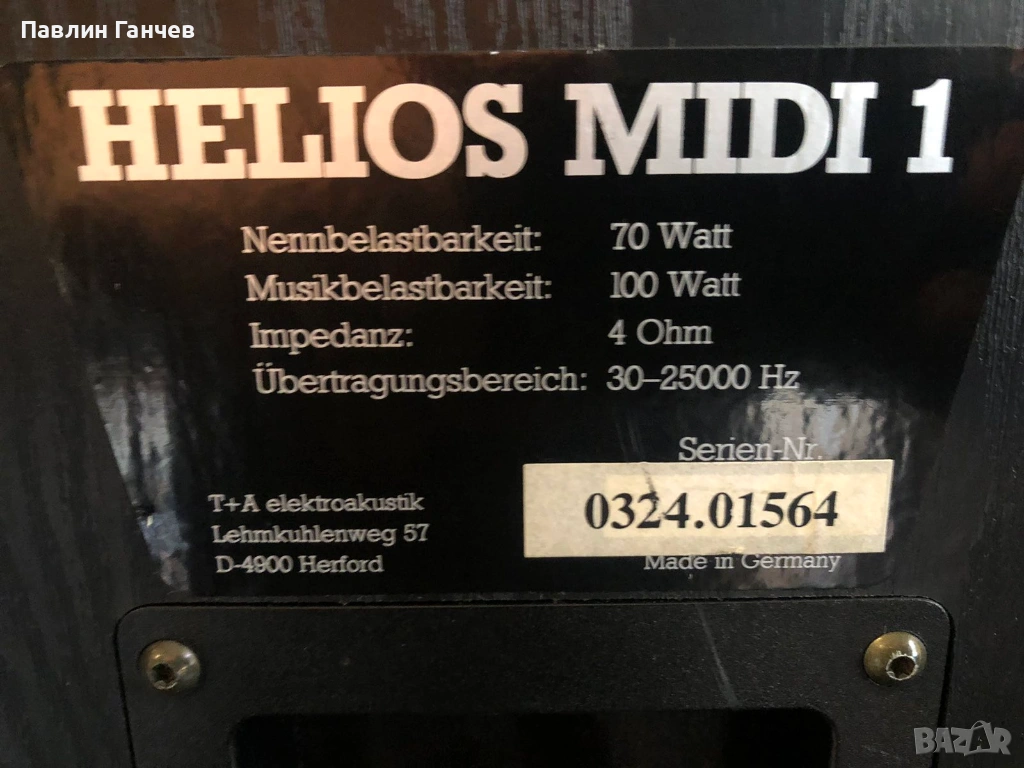 Павлин Ганчев
HELIOS MIDI 1
Nennbelastbarkeit: 70 Watt
Musikbelastbarkeit: 100 Watt
Impedanz: 4 Ohm
Übertragungsbereich: 30–25000 Hz
Serien-Nr.
0324.01564
T+A elektroakustik
Lehmkuhlenweg 57
D-4900 Herford
Made in Germany
BAZAR